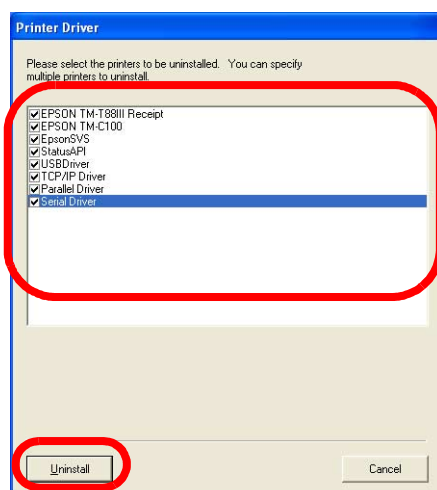 Printer Driver
Please select the printers to be uninstalled. You can specify
multiple printers to uninstall.
EPSON TM-T88III Receipt
EPSON TM-C100
EpsonSVS
StatusAPI
USBDriver
TCP/IP Driver
Parallel Driver
Serial Driver
Uninstall
Cancel